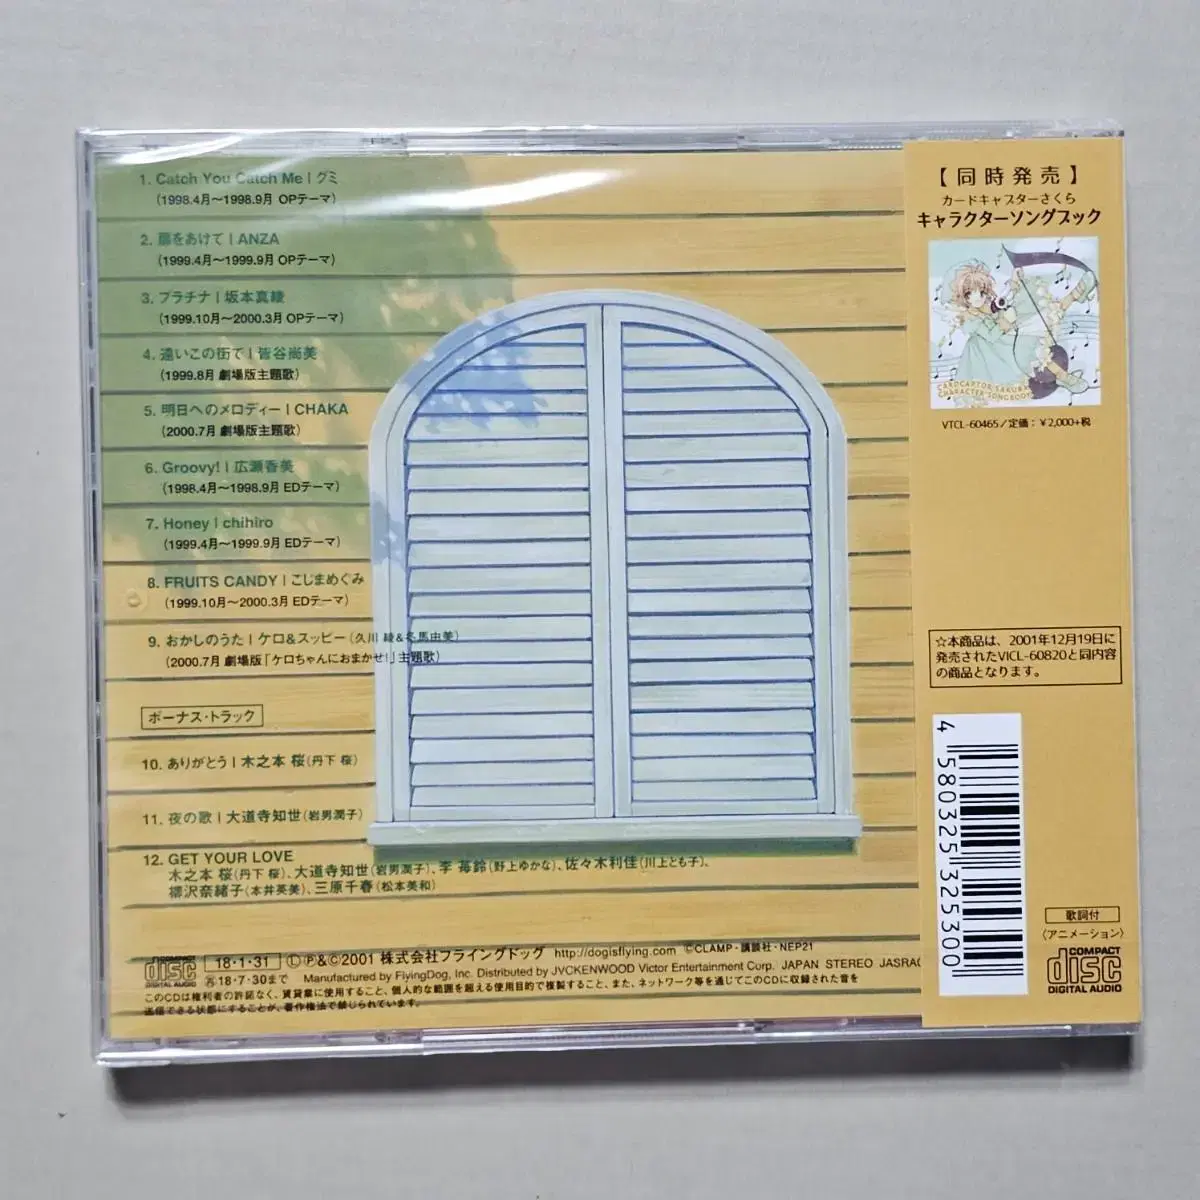 1. Catch You Catch Me | グミ
(1998.4月〜1998.9月 OPテーマ)
2. 扉をあけて | ANZA
(1999.4月〜1999.9月 OPテーマ)
3. プラチナ | 坂本真綾
(1999.10月〜2000.3月 OPテーマ)
4. 遠いこの街で | 皆谷尚美
(1999.8月 劇場版主題歌)
5. 明日へのメロディー | CHAKA
(2000.7月 劇場版主題歌)
6. Groovy! | 広瀬香美
(1998.4月〜1998.9月 EDテーマ)
7. Honey | chihiro
(1999.4月〜1999.9月 EDテーマ)
8. FRUITS CANDY | こじまめぐみ
(1999.10月〜2000.3月 EDテーマ)
9. おかしのうた | ケロ&スッピー(久川 綾&冬馬由美)
(2000.7月 劇場版「ケロちゃんにおまかせ!」主題歌)
ボーナス・トラック
10. ありがとう | 木之本 桜(丹下 桜)
11. 夜の歌 | 大道寺知世(岩男潤子)
12. GET YOUR LOVE
木之本 桜(丹下 桜)、大道寺知世(岩男潤子)、李 苺鈴(野上ゆかな)、佐々木利佳(川上とも子)、
柳沢奈緒子(本井英美)、三原千春(松本美和)
COMPACT disc DIGITAL AUDIO
18・1・31 Ⓛ Ⓟ&©2001 株式会社フライングドッグ http://dogisflying.com ©CLAMP・講談社・NEP21
再18・7・30まで Manufactured by FlyingDog, Inc. Distributed by JVCKENWOOD Victor Entertainment Corp. JAPAN STEREO JASRAC
このCDは権利者の許諾なく、賃貸業に使用すること、個人的な範囲を超える使用目的で複製すること、また、ネットワーク等を通じてこのCDに収録された音を
送信できる状態にすることが、著作権法で禁じられています。
【同時発売】
カードキャプターさくら
キャラクターソングブック
CARDCAPTOR SAKURA
CHARACTER SONGBOOK
VTCL-60465/定価:¥2,000+税
☆本商品は、2001年12月19日に
発売されたVICL-60820と同内容
の商品となります。
4 580325 325300
歌詞付
〈アニメーション〉
COMPACT
disc
DIGITAL AUDIO